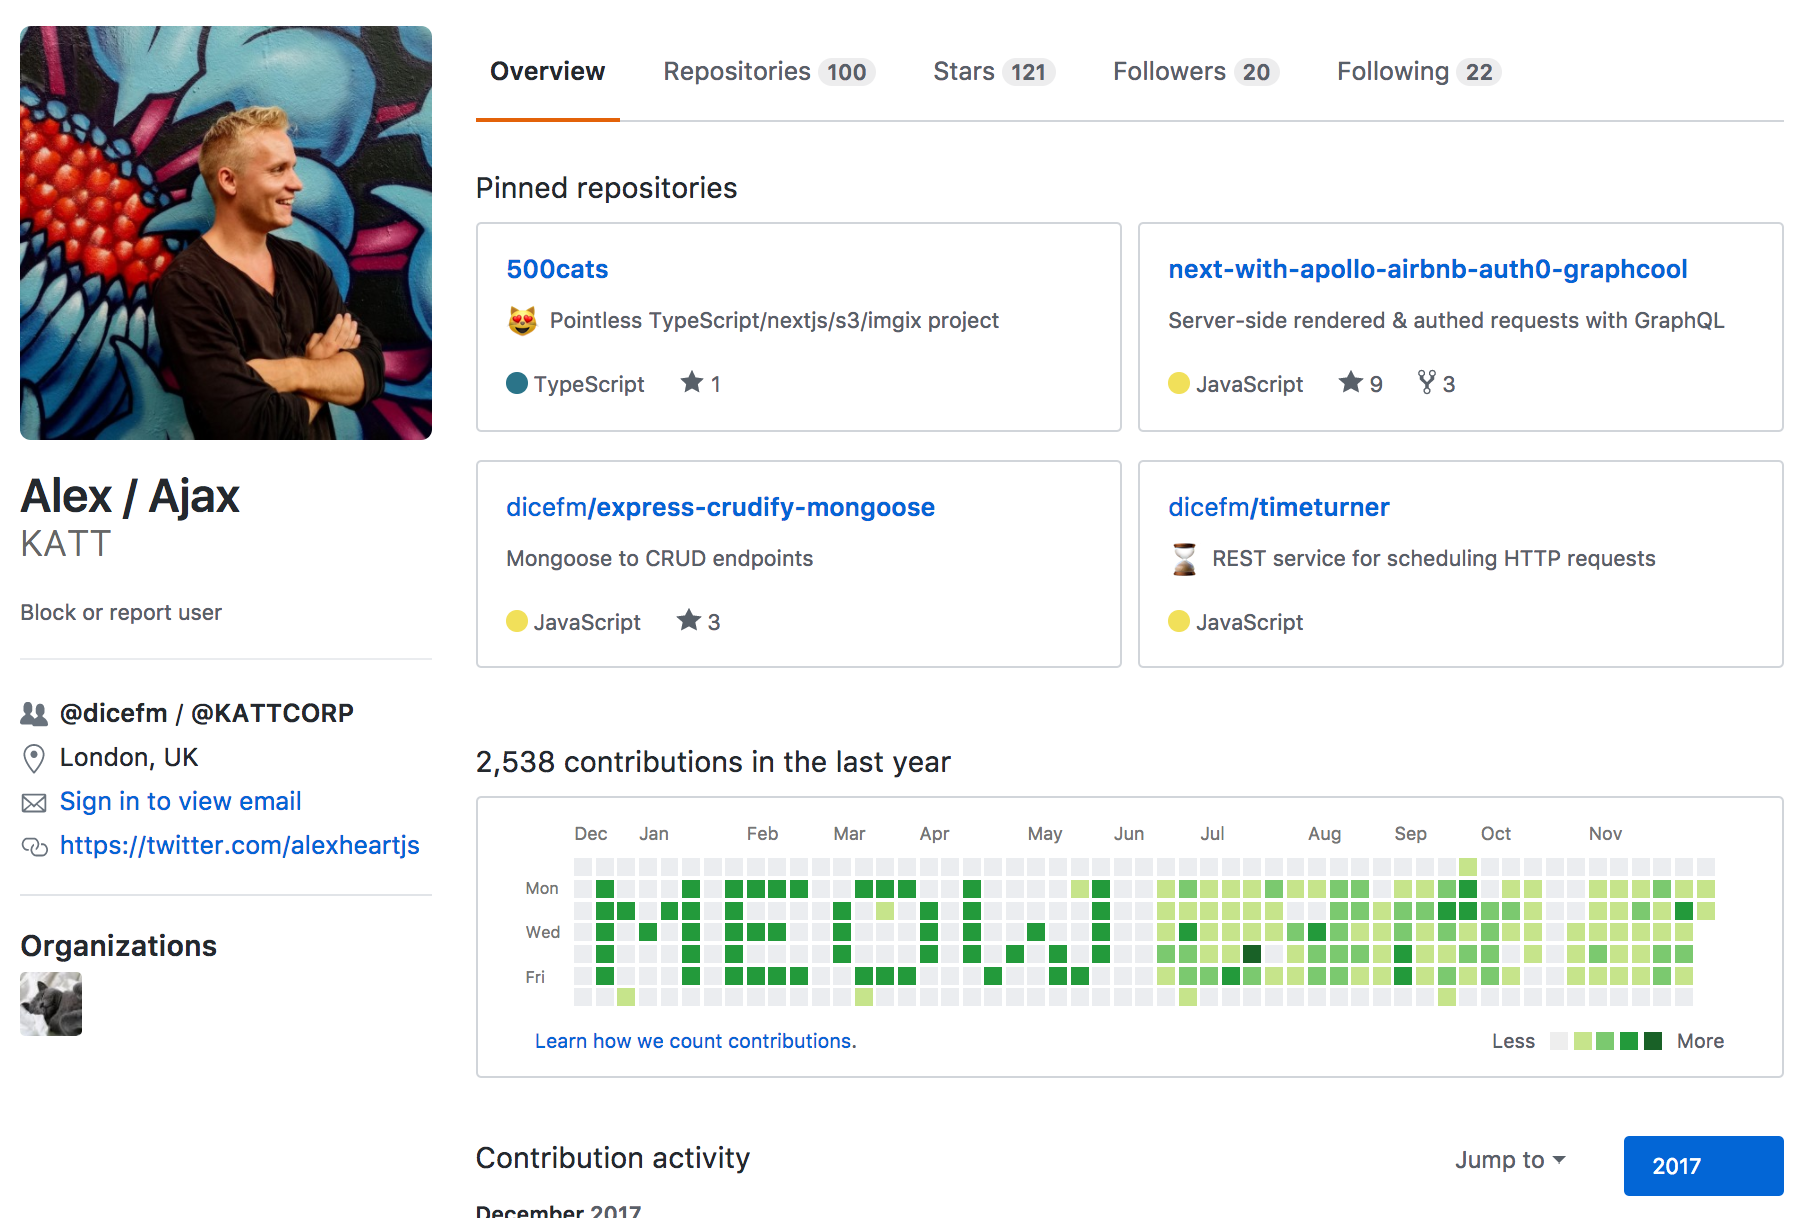 Overview Repositories 100 Stars 121 Followers 20 Following 22
Pinned repositories
500cats
Pointless TypeScript/nextjs/s3/imgix project
TypeScript 1
next-with-apollo-airbnb-auth0-graphcool
Server-side rendered & authed requests with GraphQL
JavaScript 9 3
dicefm/express-crudify-mongoose
Mongoose to CRUD endpoints
JavaScript 3
dicefm/timeturner
REST service for scheduling HTTP requests
JavaScript
Alex / Ajax
KATT
Block or report user
@dicefm / @KATTCORP
London, UK
Sign in to view email
https://twitter.com/alexheartjs
Organizations
2,538 contributions in the last year
Dec Jan Feb Mar Apr May Jun Jul Aug Sep Oct Nov
Mon
Wed
Fri
MEOW
Learn how we count contributions.
Less More
Contribution activity
Jump to
2017
December 2017